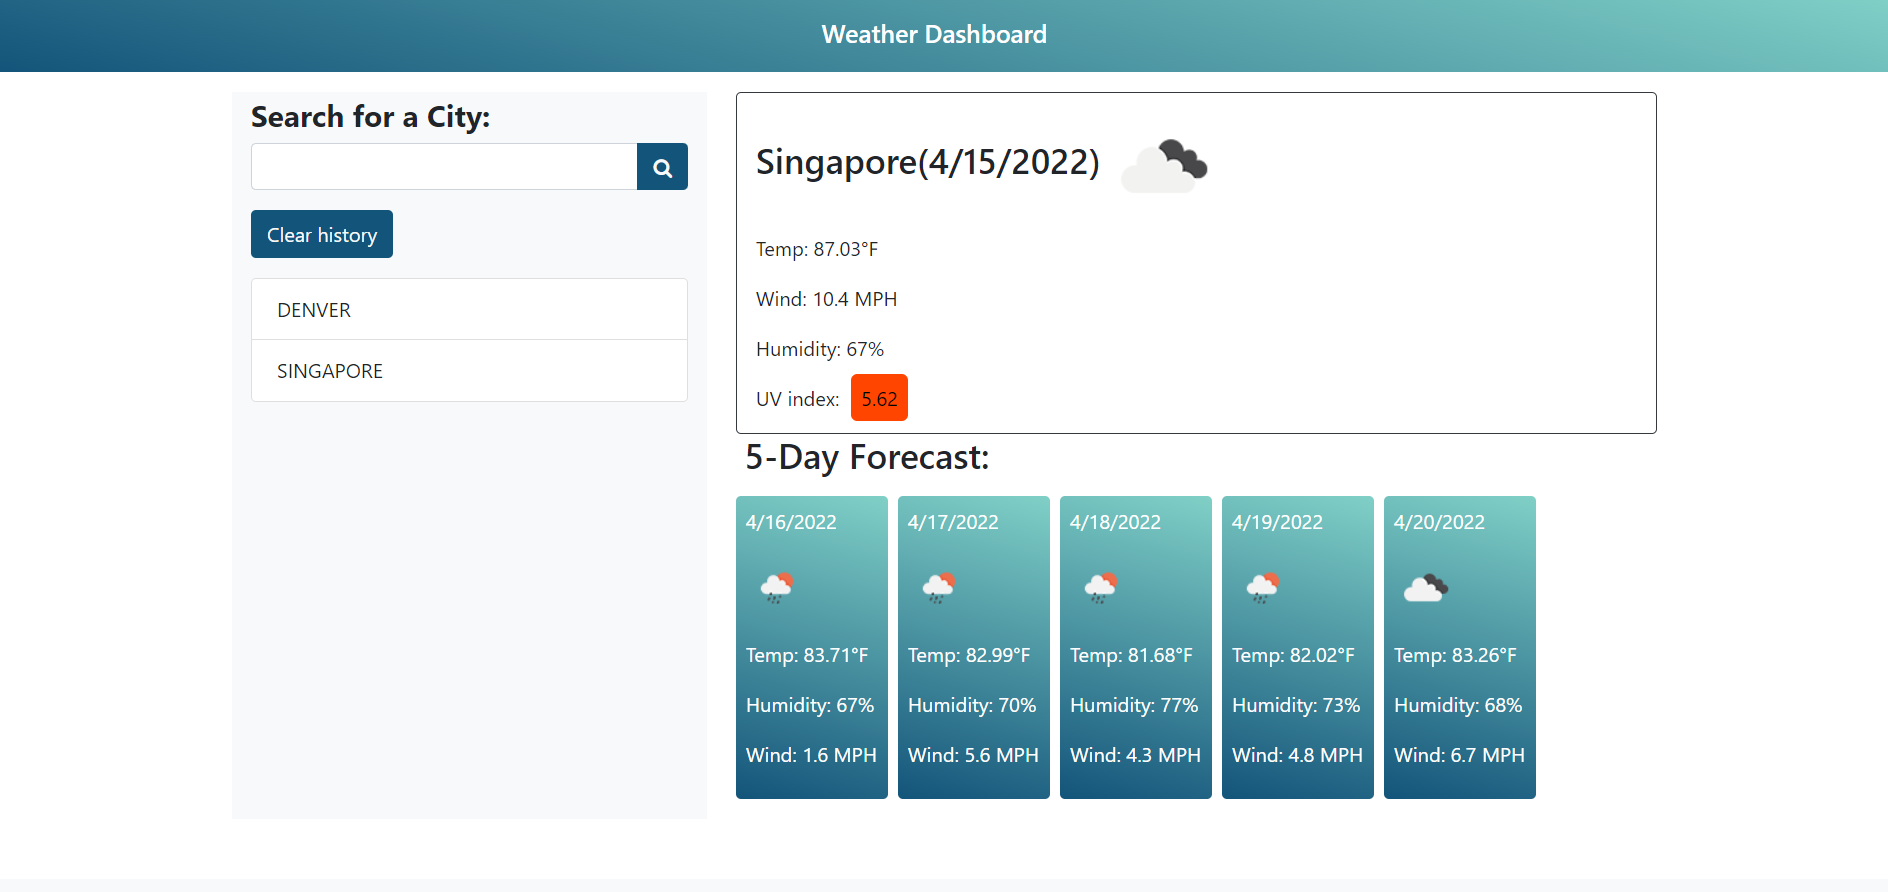 Weather Dashboard
Search for a City:
Clear history
DENVER
SINGAPORE
Singapore(4/15/2022)
Temp: 87.03°F
Wind: 10.4 MPH
Humidity: 67%
UV index: 5.62
5-Day Forecast:
4/16/2022
Temp: 83.71°F
Humidity: 67%
Wind: 1.6 MPH
4/17/2022
Temp: 82.99°F
Humidity: 70%
Wind: 5.6 MPH
4/18/2022
Temp: 81.68°F
Humidity: 77%
Wind: 4.3 MPH
4/19/2022
Temp: 82.02°F
Humidity: 73%
Wind: 4.8 MPH
4/20/2022
Temp: 83.26°F
Humidity: 68%
Wind: 6.7 MPH